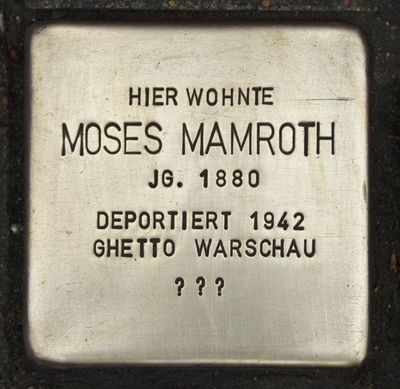 HIER WOHNTE
MOSES MAMROTH
JG. 1880
DEPORTIERT 1942
GHETTO WARSCHAU
? ? ?